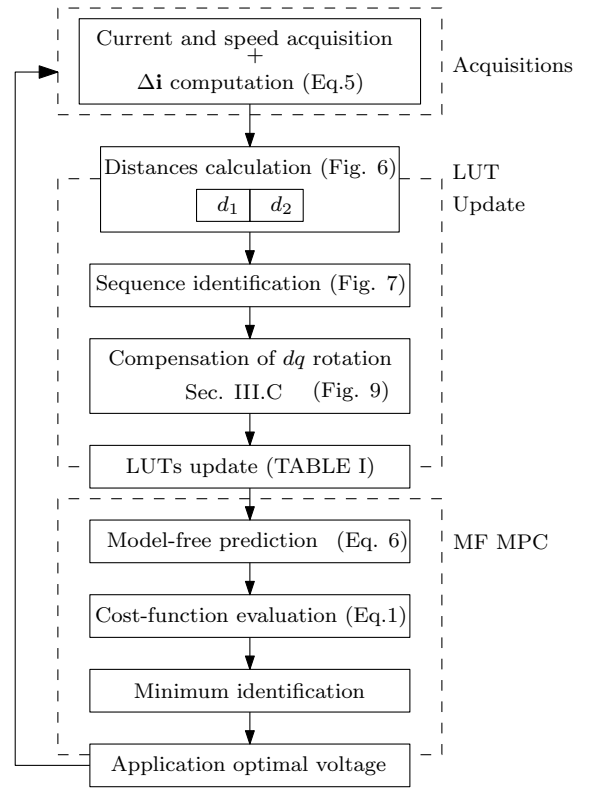 Current and speed acquisition
+
Δi computation (Eq.5)
Acquisitions
Distances calculation (Fig. 6)
d1 d2
LUT
Update
Sequence identification (Fig. 7)
Compensation of dq rotation
Sec. III.C (Fig. 9)
LUTs update (TABLE I)
Model-free prediction (Eq. 6)
MF MPC
Cost-function evaluation (Eq.1)
Minimum identification
Application optimal voltage